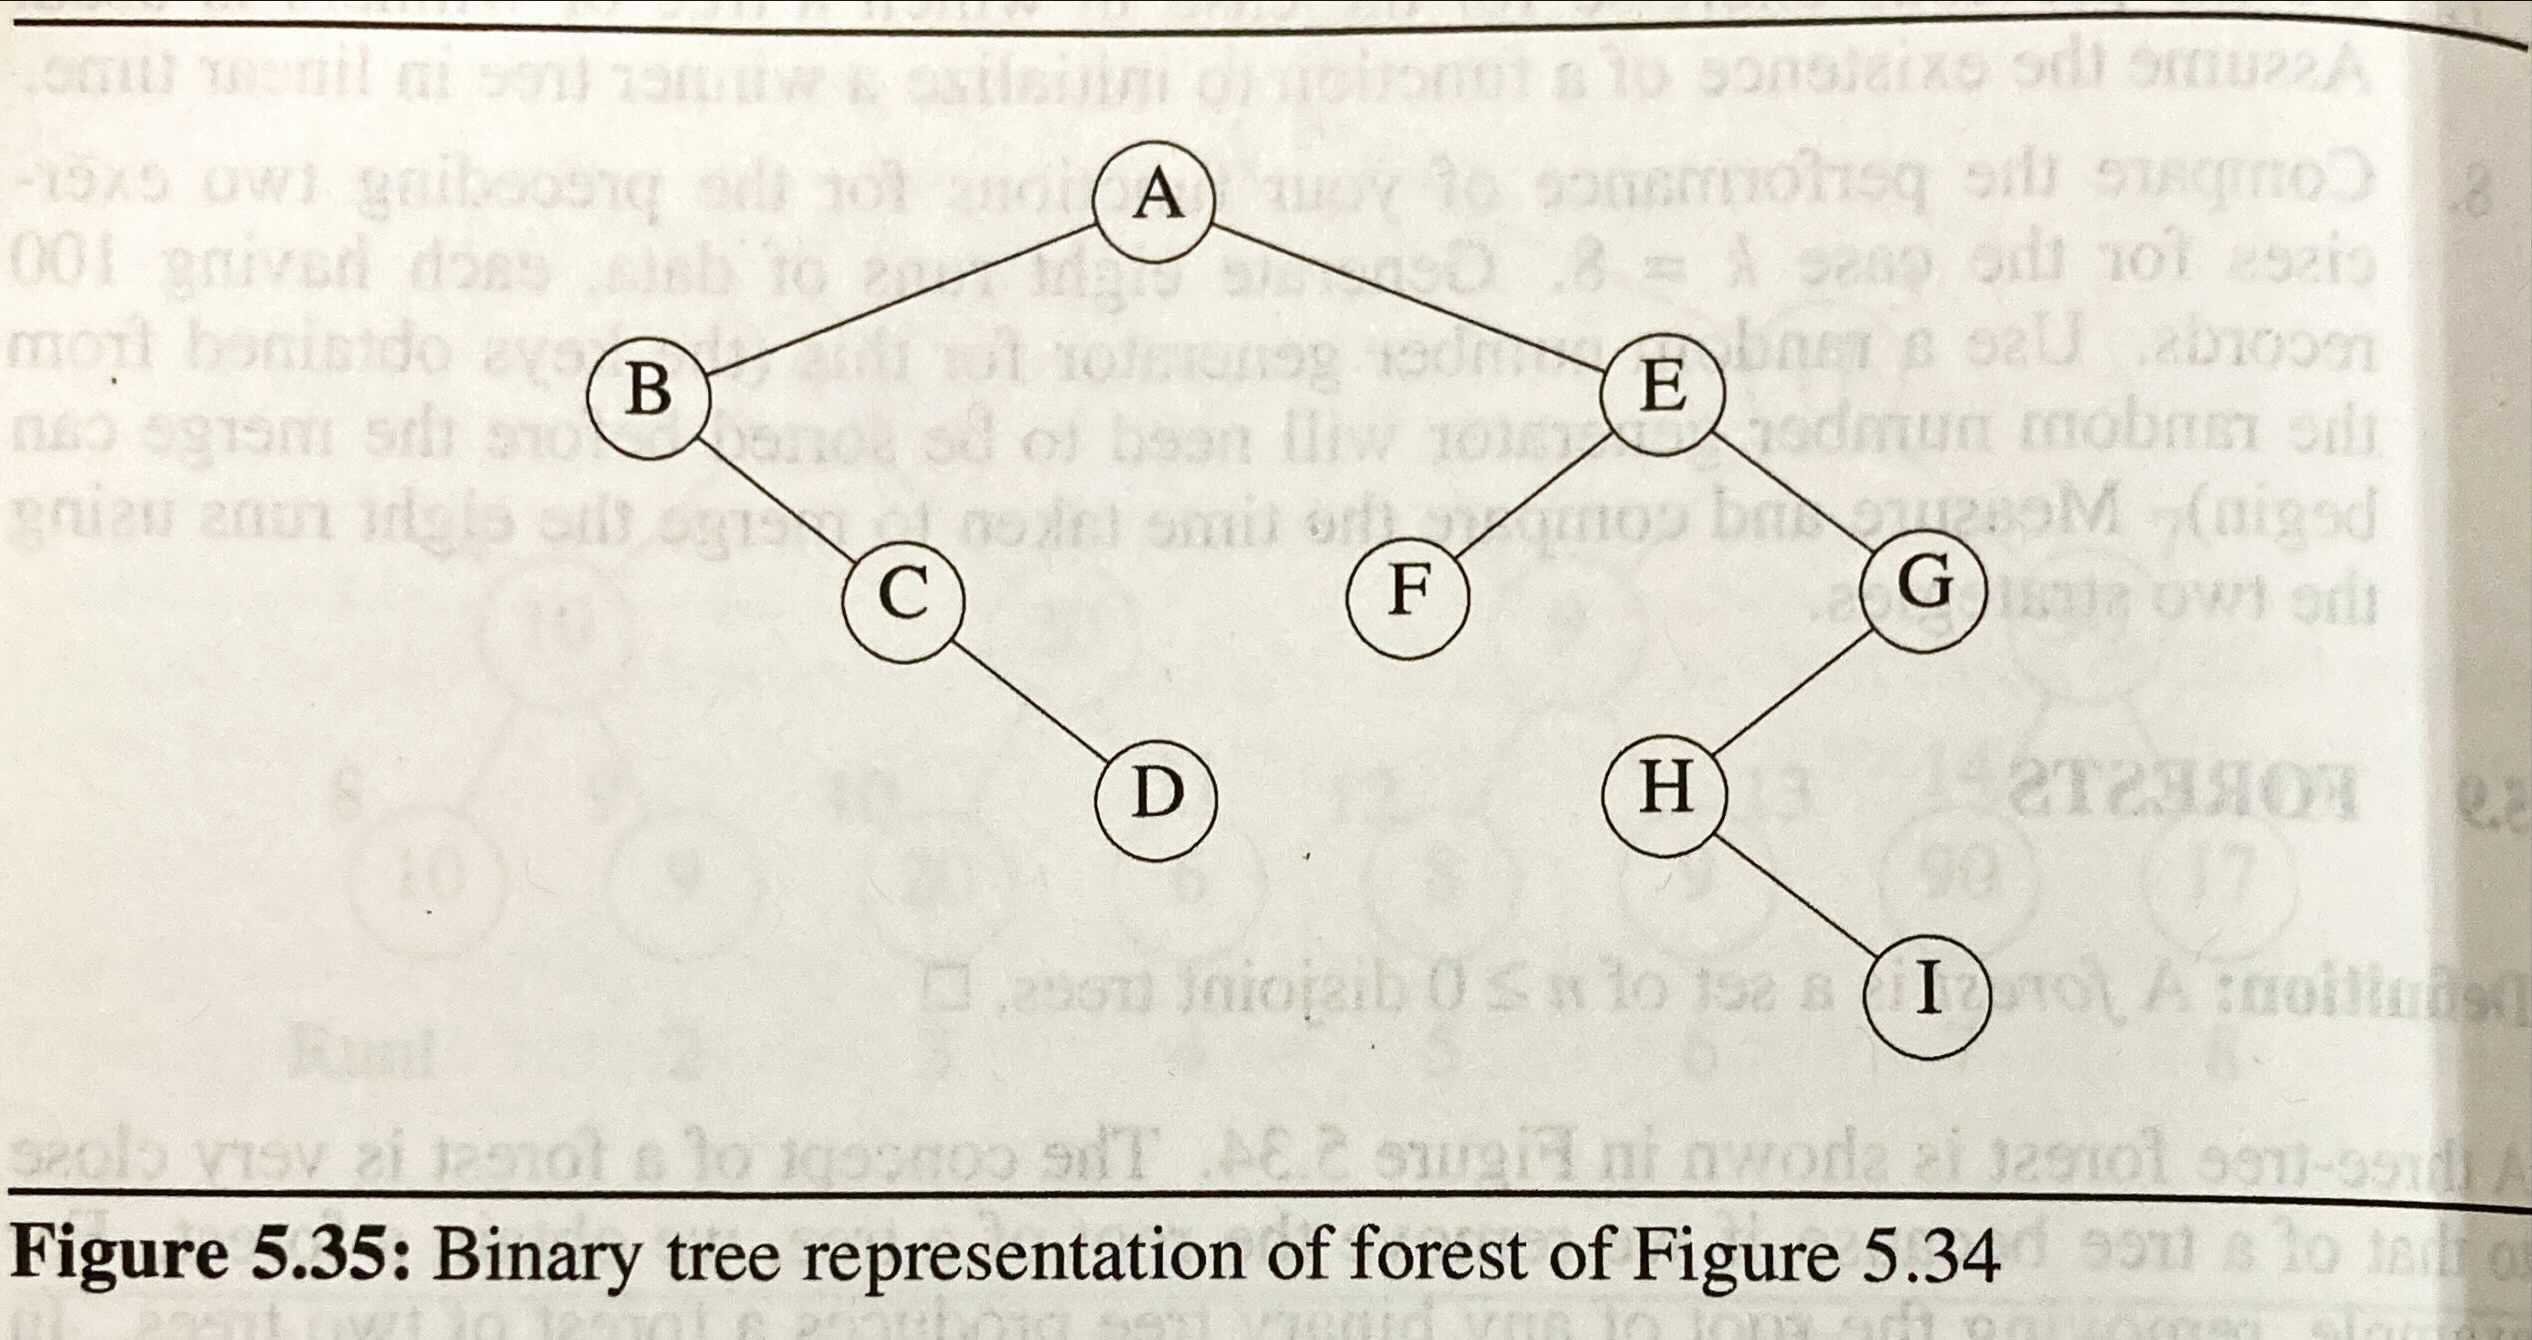 A
B E
C F G
D H
I
Figure 5.35: Binary tree representation of forest of Figure 5.34